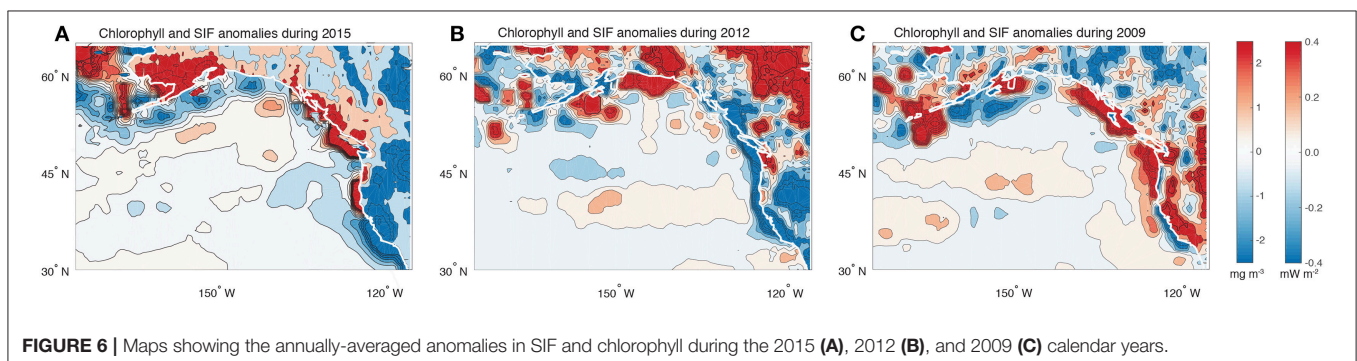 A
Chlorophyll and SIF anomalies during 2015
60° N
45° N
30° N
150° W
120° W
B
Chlorophyll and SIF anomalies during 2012
60° N
45° N
30° N
150° W
120° W
C
Chlorophyll and SIF anomalies during 2009
60° N
45° N
30° N
150° W
120° W
2
1
0
-1
-2
mg m⁻³
0.4
0.2
0.0
-0.2
-0.4
mW m⁻²
FIGURE 6 | Maps showing the annually-averaged anomalies in SIF and chlorophyll during the 2015 (A), 2012 (B), and 2009 (C) calendar years.